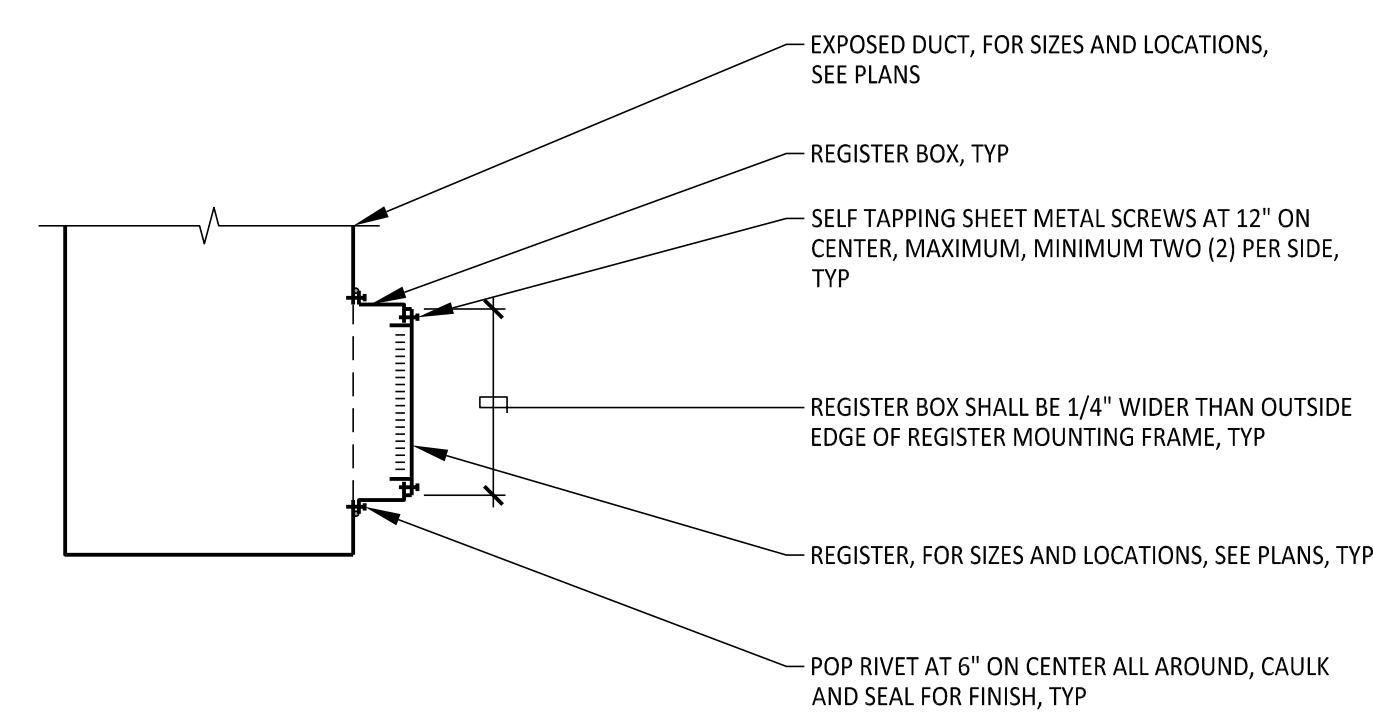 EXPOSED DUCT, FOR SIZES AND LOCATIONS,
SEE PLANS
REGISTER BOX, TYP
SELF TAPPING SHEET METAL SCREWS AT 12" ON
CENTER, MAXIMUM, MINIMUM TWO (2) PER SIDE,
TYP
REGISTER BOX SHALL BE 1/4" WIDER THAN OUTSIDE
EDGE OF REGISTER MOUNTING FRAME, TYP
REGISTER, FOR SIZES AND LOCATIONS, SEE PLANS, TYP
POP RIVET AT 6" ON CENTER ALL AROUND, CAULK
AND SEAL FOR FINISH, TYP